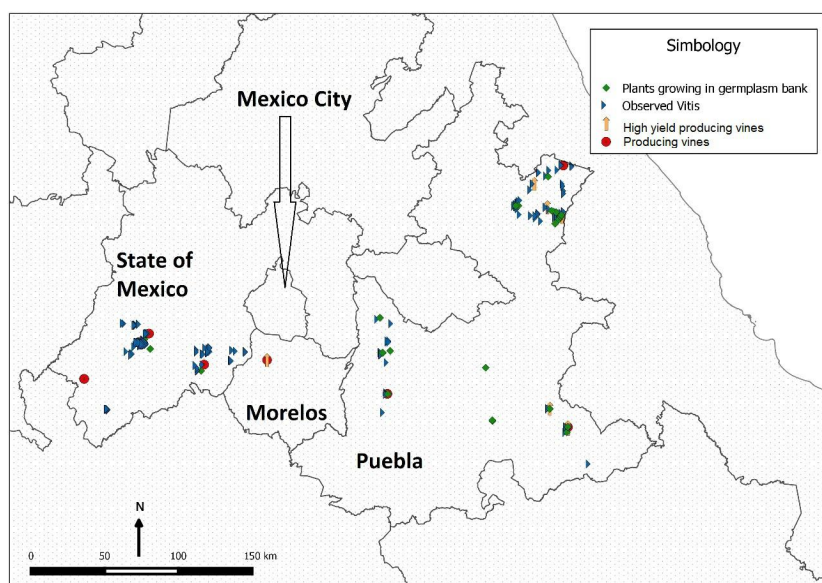 Simbology
Plants growing in germplasm bank
Observed Vitis
High yield producing vines
Producing vines
Mexico City
State of
Mexico
Morelos
Puebla
N
0 50 100 150 km